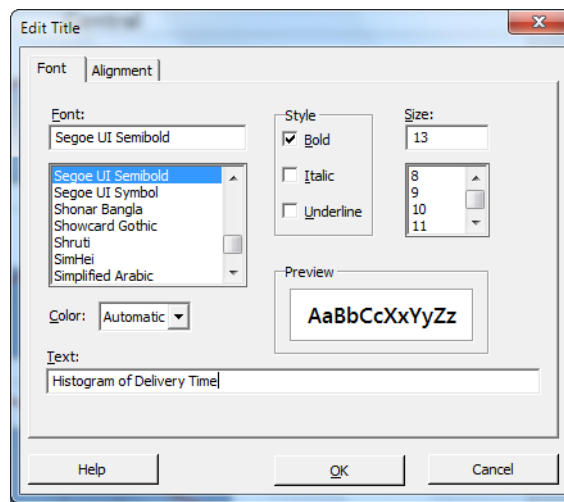 Edit Title
Font
Alignment
Font:
Segoe UI Semibold
Segoe UI Semibold
Segoe UI Symbol
Shonar Bangla
Showcard Gothic
Shruti
SimHei
Simplified Arabic
Style
Bold
Italic
Underline
Size:
13
8
9
10
11
Preview
AaBbCcXxYyZz
Color:
Automatic
Text:
Histogram of Delivery Time
Help
OK
Cancel